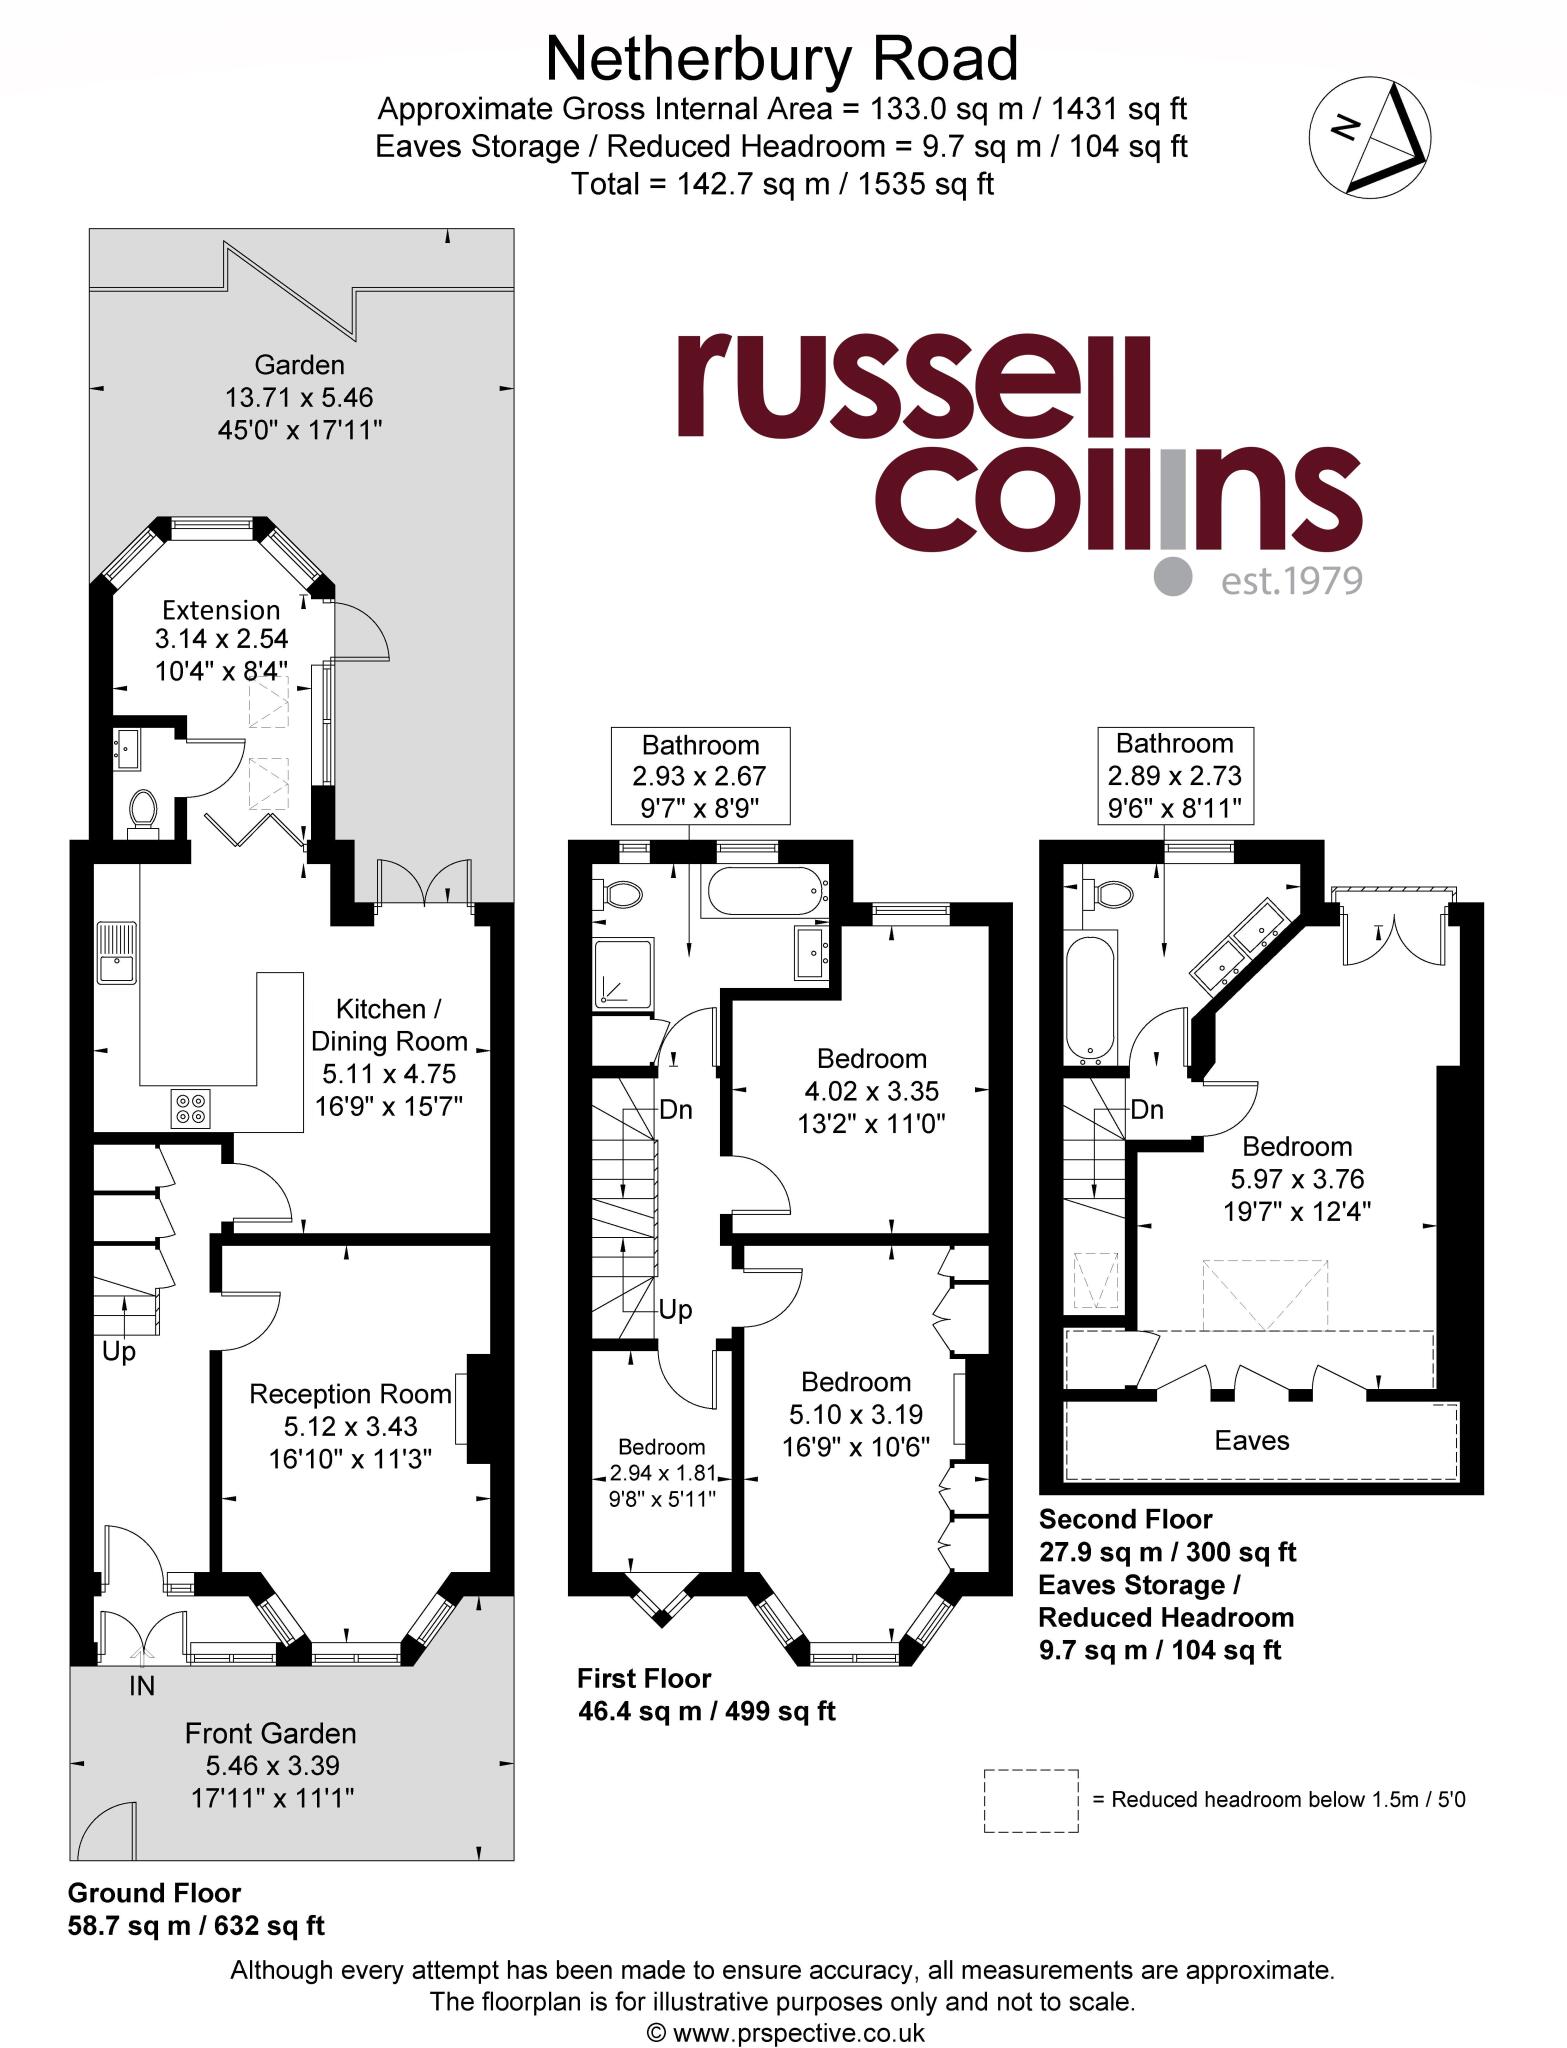 Netherbury Road
Approximate Gross Internal Area = 133.0 sq m / 1431 sq ft
Eaves Storage / Reduced Headroom = 9.7 sq m / 104 sq ft
Total = 142.7 sq m / 1535 sq ft
N
russell
collins
est.1979
Garden
13.71 x 5.46
45'0" x 17'11"
Extension
3.14 x 2.54
10'4" x 8'4"
Kitchen /
Dining Room
5.11 x 4.75
16'9" x 15'7"
Up
Reception Room
5.12 x 3.43
16'10" x 11'3"
IN
Front Garden
5.46 x 3.39
17'11" x 11'1"
Ground Floor
58.7 sq m / 632 sq ft
Bathroom
2.93 x 2.67
9'7" x 8'9"
Bedroom
4.02 x 3.35
13'2" x 11'0"
Dn
Up
Bedroom
5.10 x 3.19
16'9" x 10'6"
Bedroom
2.94 x 1.81
9'8" x 5'11"
First Floor
46.4 sq m / 499 sq ft
Bathroom
2.89 x 2.73
9'6" x 8'11"
Dn
Bedroom
5.97 x 3.76
19'7" x 12'4"
Eaves
Second Floor
27.9 sq m / 300 sq ft
Eaves Storage /
Reduced Headroom
9.7 sq m / 104 sq ft
= Reduced headroom below 1.5m / 5'0
Although every attempt has been made to ensure accuracy, all measurements are approximate.
The floorplan is for illustrative purposes only and not to scale.
© www.prspective.co.uk